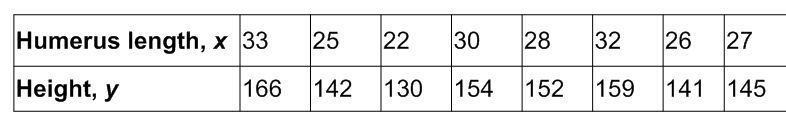 Humerus length, x 33 25 22 30 28 32 26 27
Height, y 166 142 130 154 152 159 141 145